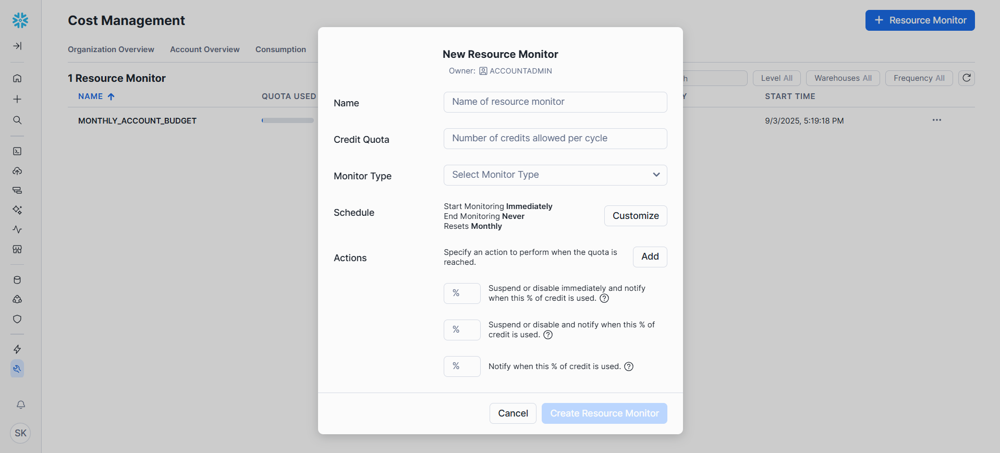 Cost Management
+ Resource Monitor
Organization Overview Account Overview Consumption
1 Resource Monitor
Level All Warehouses All Frequency All
NAME QUOTA USED START TIME
MONTHLY_ACCOUNT_BUDGET 9/3/2025, 5:19:18 PM
New Resource Monitor
Owner: ACCOUNTADMIN
Name Name of resource monitor
Credit Quota Number of credits allowed per cycle
Monitor Type Select Monitor Type
Schedule
Start Monitoring Immediately
End Monitoring Never
Resets Monthly
Customize
Actions
Specify an action to perform when the quota is
reached.
Add
% Suspend or disable immediately and notify
when this % of credit is used.
% Suspend or disable and notify when this % of
credit is used.
% Notify when this % of credit is used.
Cancel Create Resource Monitor
SK